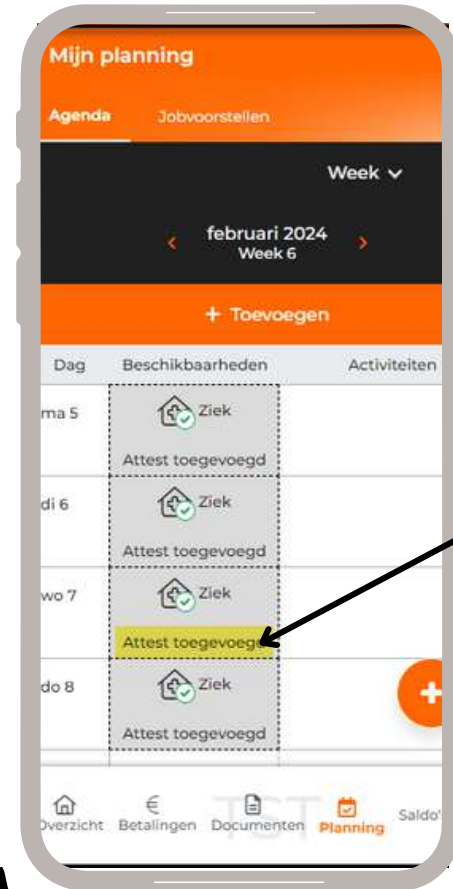 Mijn planning
Agenda Jobvoorstellen
Week
februari 2024
Week 6
+ Toevoegen
Dag Beschikbaarheden Activiteiten
ma 5 Ziek
Attest toegevoegd
di 6 Ziek
Attest toegevoegd
wo 7 Ziek
Attest toegevoegd
do 8 Ziek
Attest toegevoegd
+
TST
Overzicht Betalingen Documenten Planning Saldo'